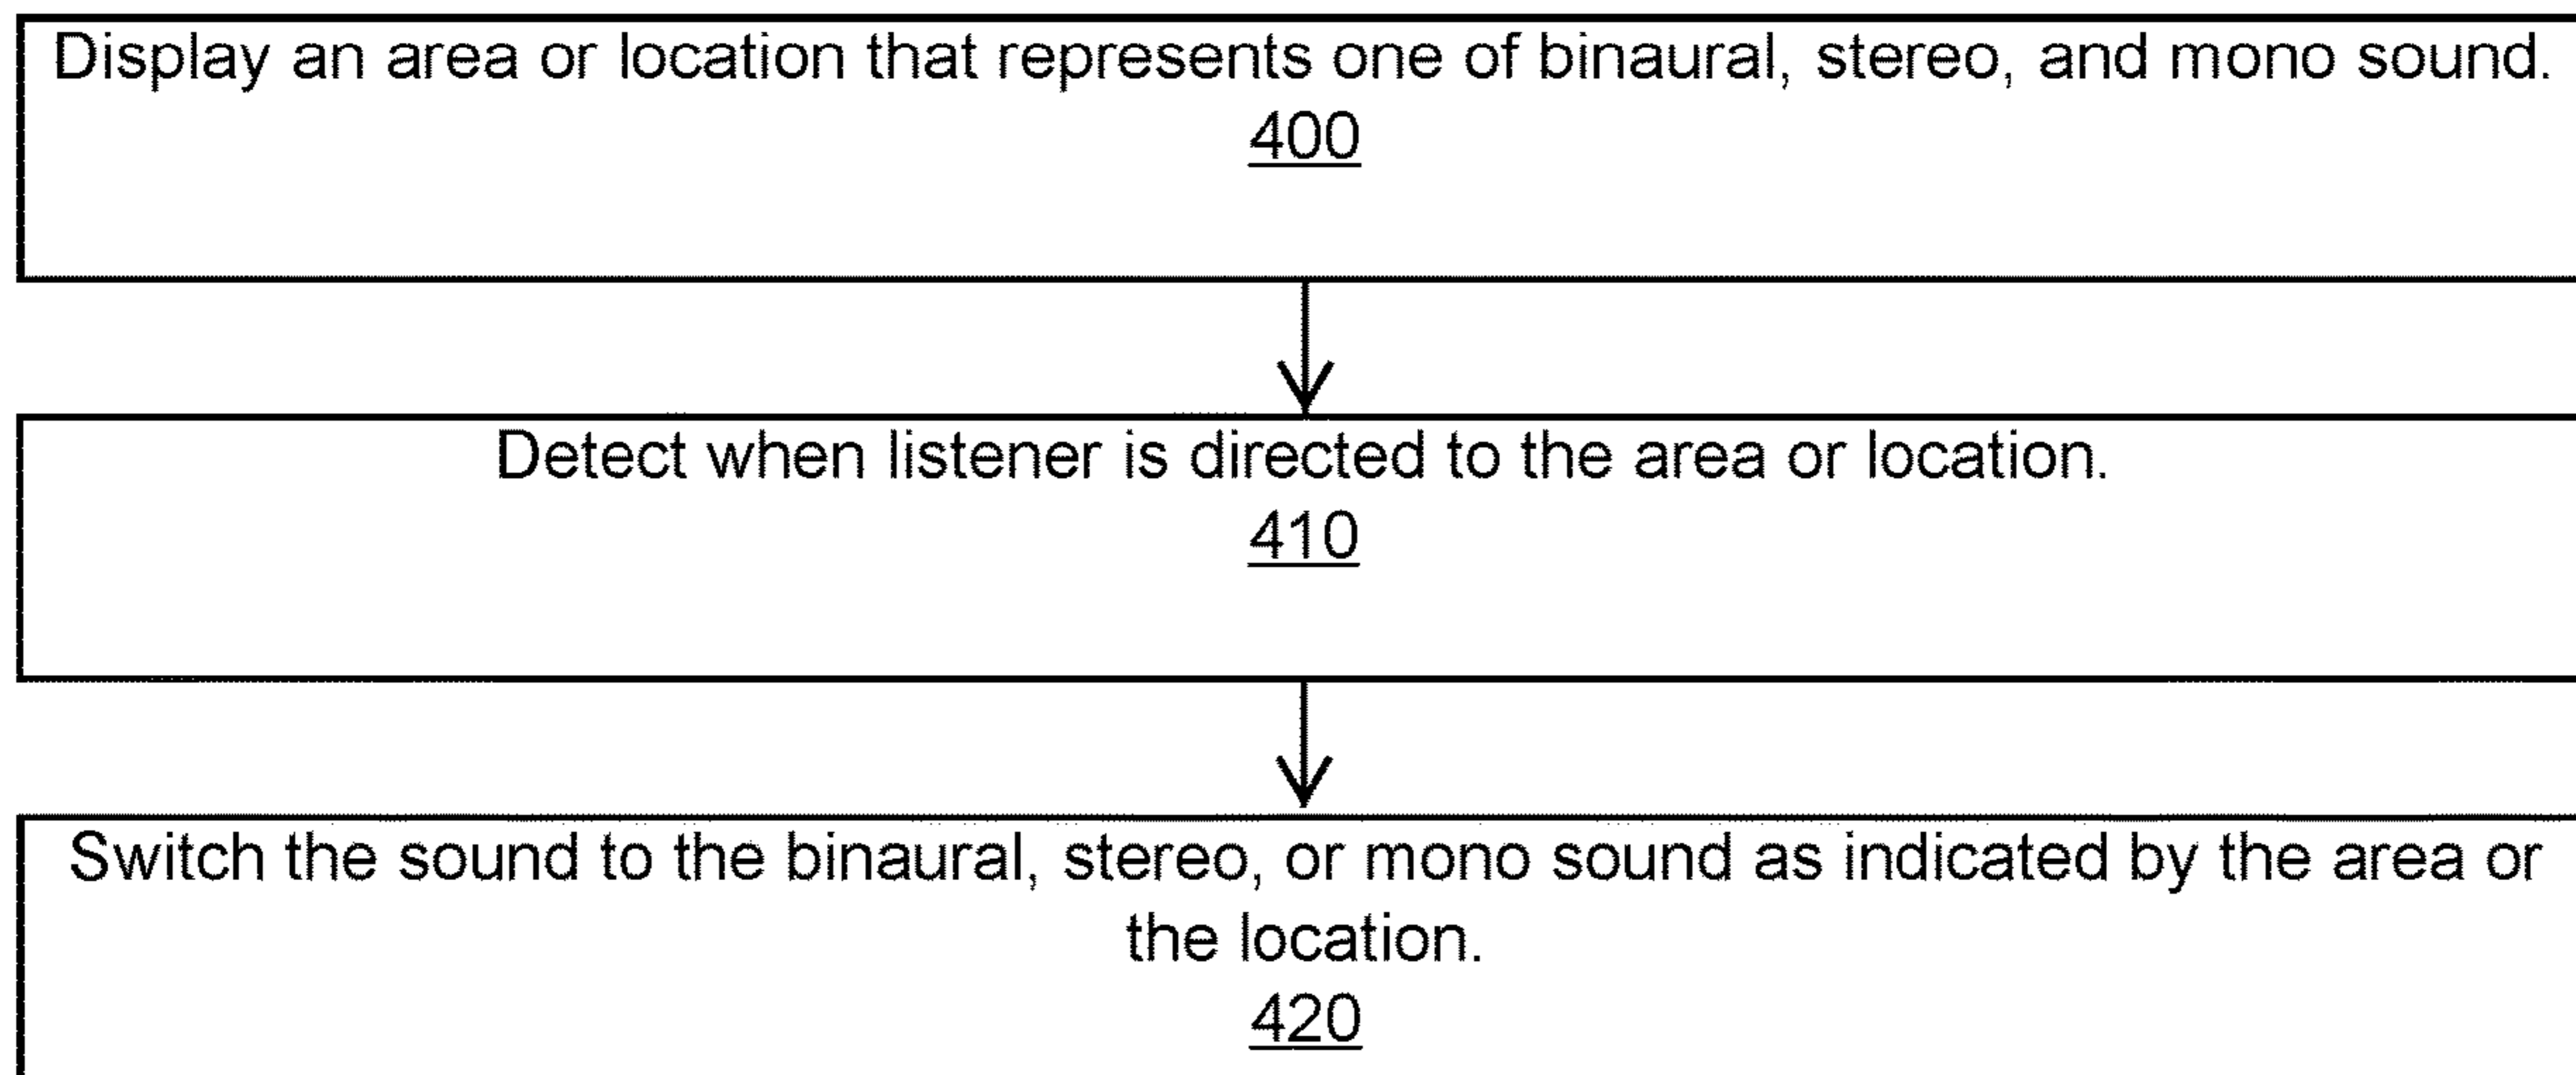 Display an area or location that represents one of binaural, stereo, and mono sound.
400
Detect when listener is directed to the area or location.
410
Switch the sound to the binaural, stereo, or mono sound as indicated by the area or
the location.
420